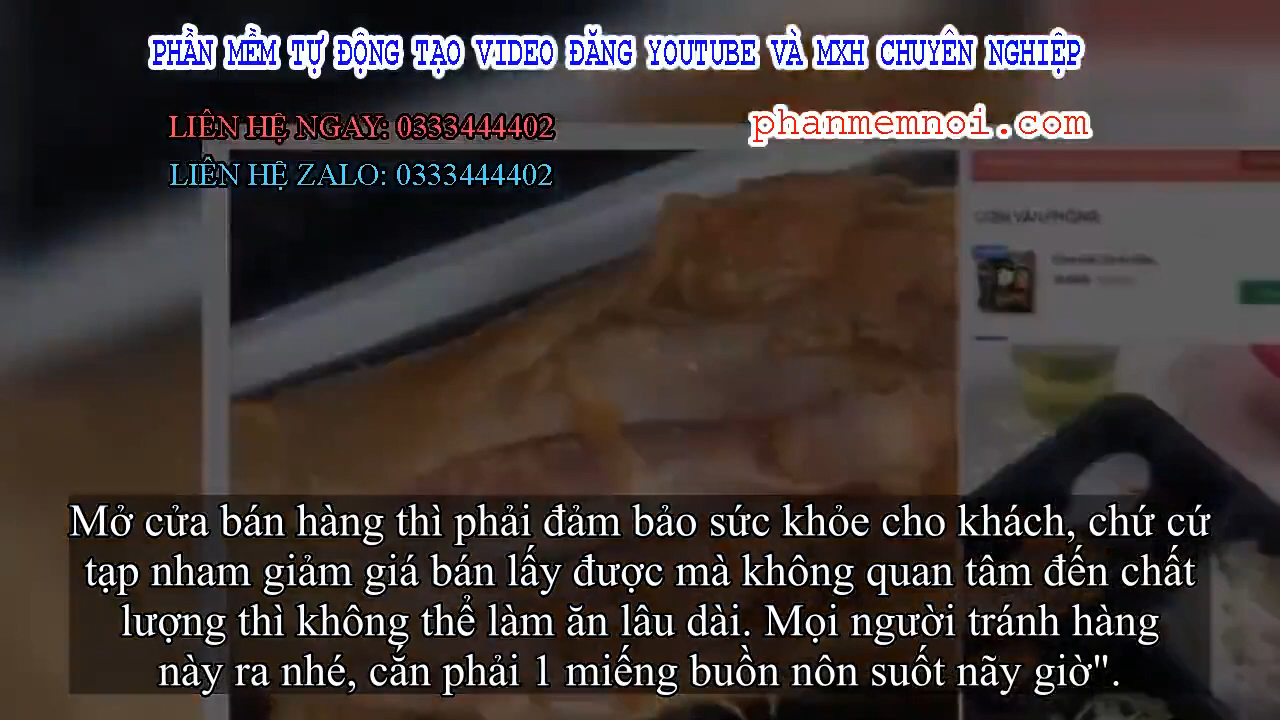 PHẦN MỀM TỰ ĐỘNG TẠO VIDEO ĐĂNG YOUTUBE VÀ MXH CHUYÊN NGHIỆP
LIÊN HỆ NGAY: 0333444402
phanmemnoi.com
LIÊN HỆ ZALO: 0333444402
CƠM VĂN PHÒNG
Mở cửa bán hàng thì phải đảm bảo sức khỏe cho khách, chứ cứ
tạp nham giảm giá bán lấy được mà không quan tâm đến chất
lượng thì không thể làm ăn lâu dài. Mọi người tránh hàng
này ra nhé, cắn phải 1 miếng buồn nôn suốt nãy giờ".